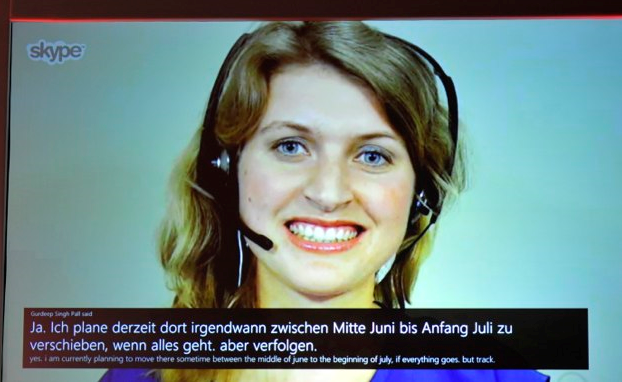 skype
Gurdeep Singh Pall said
Ja. Ich plane derzeit dort irgendwann zwischen Mitte Juni bis Anfang Juli zu
verschieben, wenn alles geht. aber verfolgen.
yes. i am currently planning to move there sometime between the middle of june to the beginning of july, if everything goes. but track.